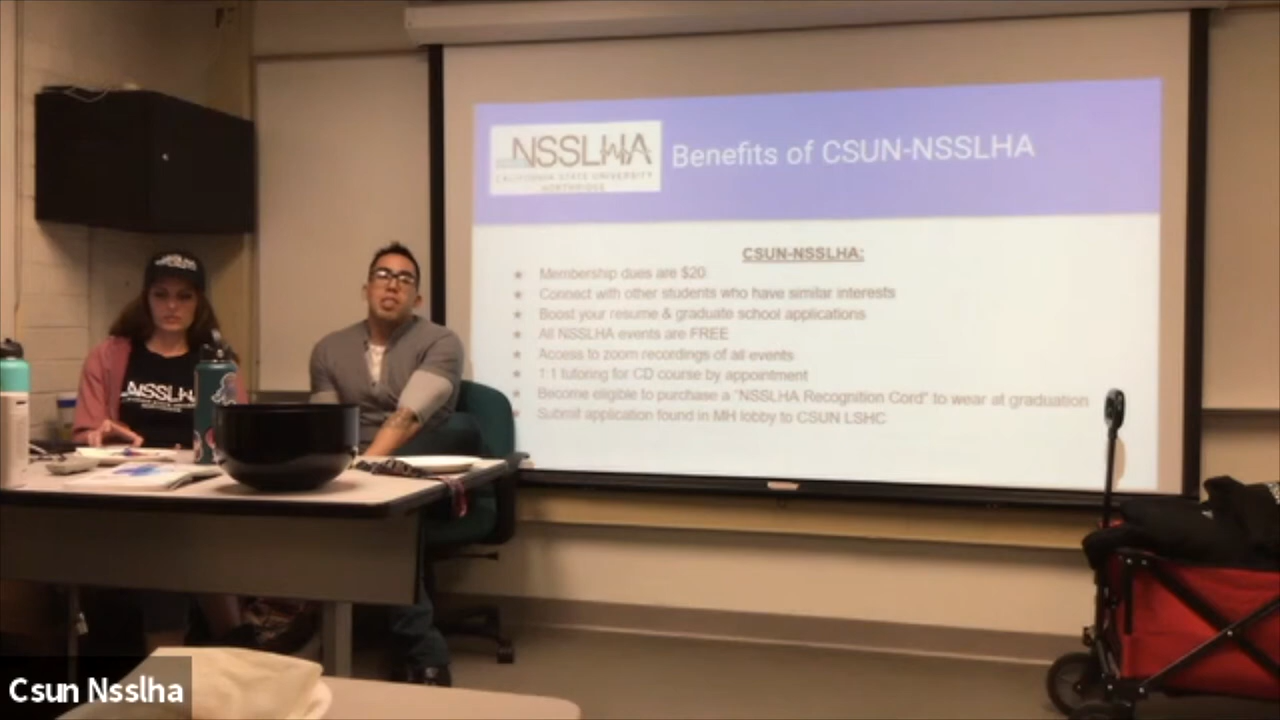 NSSLHA
CALIFORNIA STATE UNIVERSITY
NORTHRIDGE
Benefits of CSUN-NSSLHA
CSUN-NSSLHA:
★ Membership dues are $20
★ Connect with other students who have similar interests
★ Boost your resume & graduate school applications
★ All NSSLHA events are FREE
★ Access to zoom recordings of all events
★ 1:1 tutoring for CD course by appointment
★ Become eligible to purchase a "NSSLHA Recognition Cord" to wear at graduation
★ Submit application found in MH lobby to CSUN LSHC
NSSLHA
Csun Nsslha